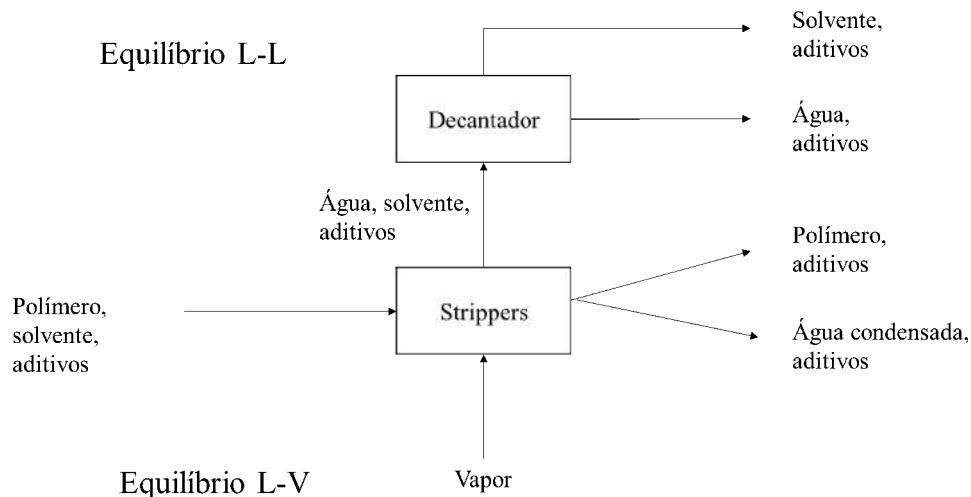 Equilíbrio L-L
Solvente,
aditivos
Decantador
Água,
aditivos
Água, solvente,
aditivos
Polímero,
aditivos
Polímero,
solvente,
aditivos
Strippers
Água condensada,
aditivos
Equilíbrio L-V
Vapor